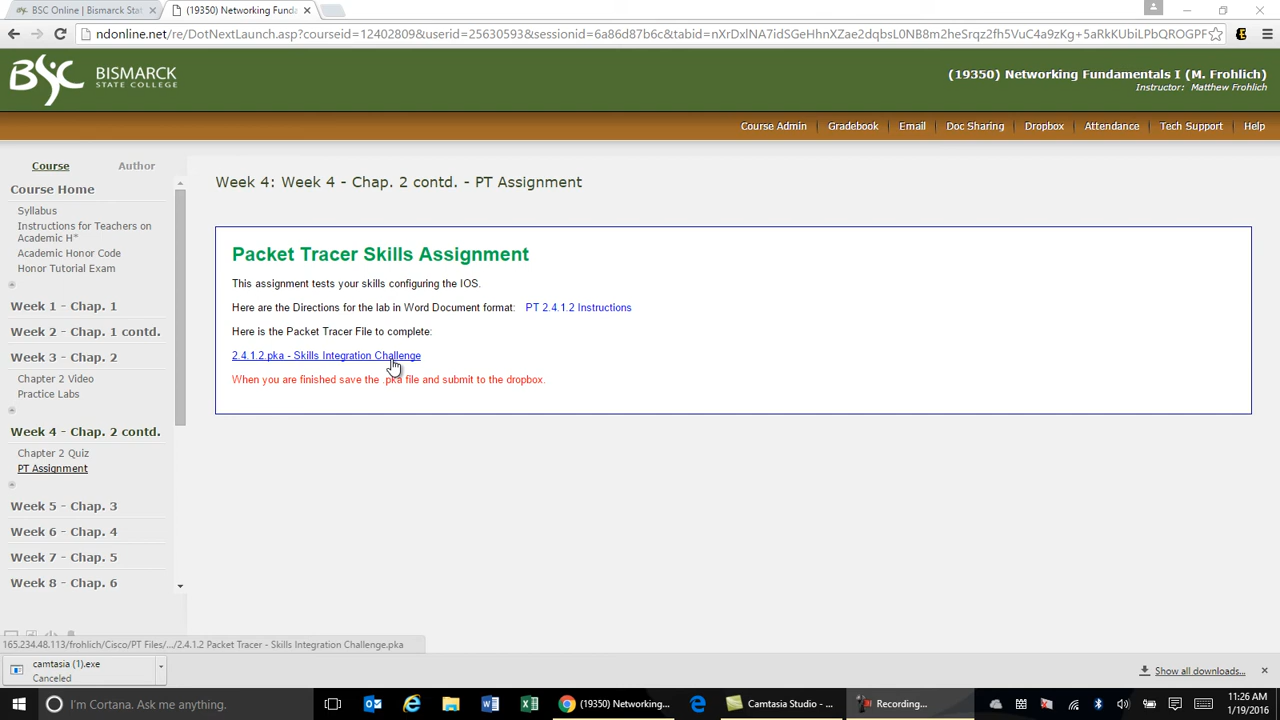 BSC Online | Bismarck Stat
(19350) Networking Funda
ndonline.net/re/DotNextLaunch.asp?courseid=12402809&userid=25630593&sessionid=6a86d87b6c&tabid=nXrDxlNA7idSGeHhnXZae2dqbsL0NB8m2heSrqz2fh5VuC4a9zKg+5aRkKUbiLPbQROGPF
BSC BISMARCK
STATE COLLEGE
(19350) Networking Fundamentals I (M. Frohlich)
Instructor: Matthew Frohlich
Course Admin | Gradebook | Email | Doc Sharing | Dropbox | Attendance | Tech Support | Help
Course Author
Course Home
Syllabus
Instructions for Teachers on
Academic H*
Academic Honor Code
Honor Tutorial Exam
Week 1 - Chap. 1
Week 2 - Chap. 1 contd.
Week 3 - Chap. 2
Chapter 2 Video
Practice Labs
Week 4 - Chap. 2 contd.
Chapter 2 Quiz
PT Assignment
Week 5 - Chap. 3
Week 6 - Chap. 4
Week 7 - Chap. 5
Week 8 - Chap. 6
Week 4: Week 4 - Chap. 2 contd. - PT Assignment
Packet Tracer Skills Assignment
This assignment tests your skills configuring the IOS.
Here are the Directions for the lab in Word Document format: PT 2.4.1.2 Instructions
Here is the Packet Tracer File to complete:
2.4.1.2.pka - Skills Integration Challenge
When you are finished save the .pka file and submit to the dropbox.
165.234.48.113/frohlich/Cisco/PT Files/.../2.4.1.2 Packet Tracer - Skills Integration Challenge.pka
camtasia (1).exe
Canceled
Show all downloads...
I'm Cortana. Ask me anything.
(19350) Networking...
Camtasia Studio - ...
Recording...
11:26 AM
1/19/2016